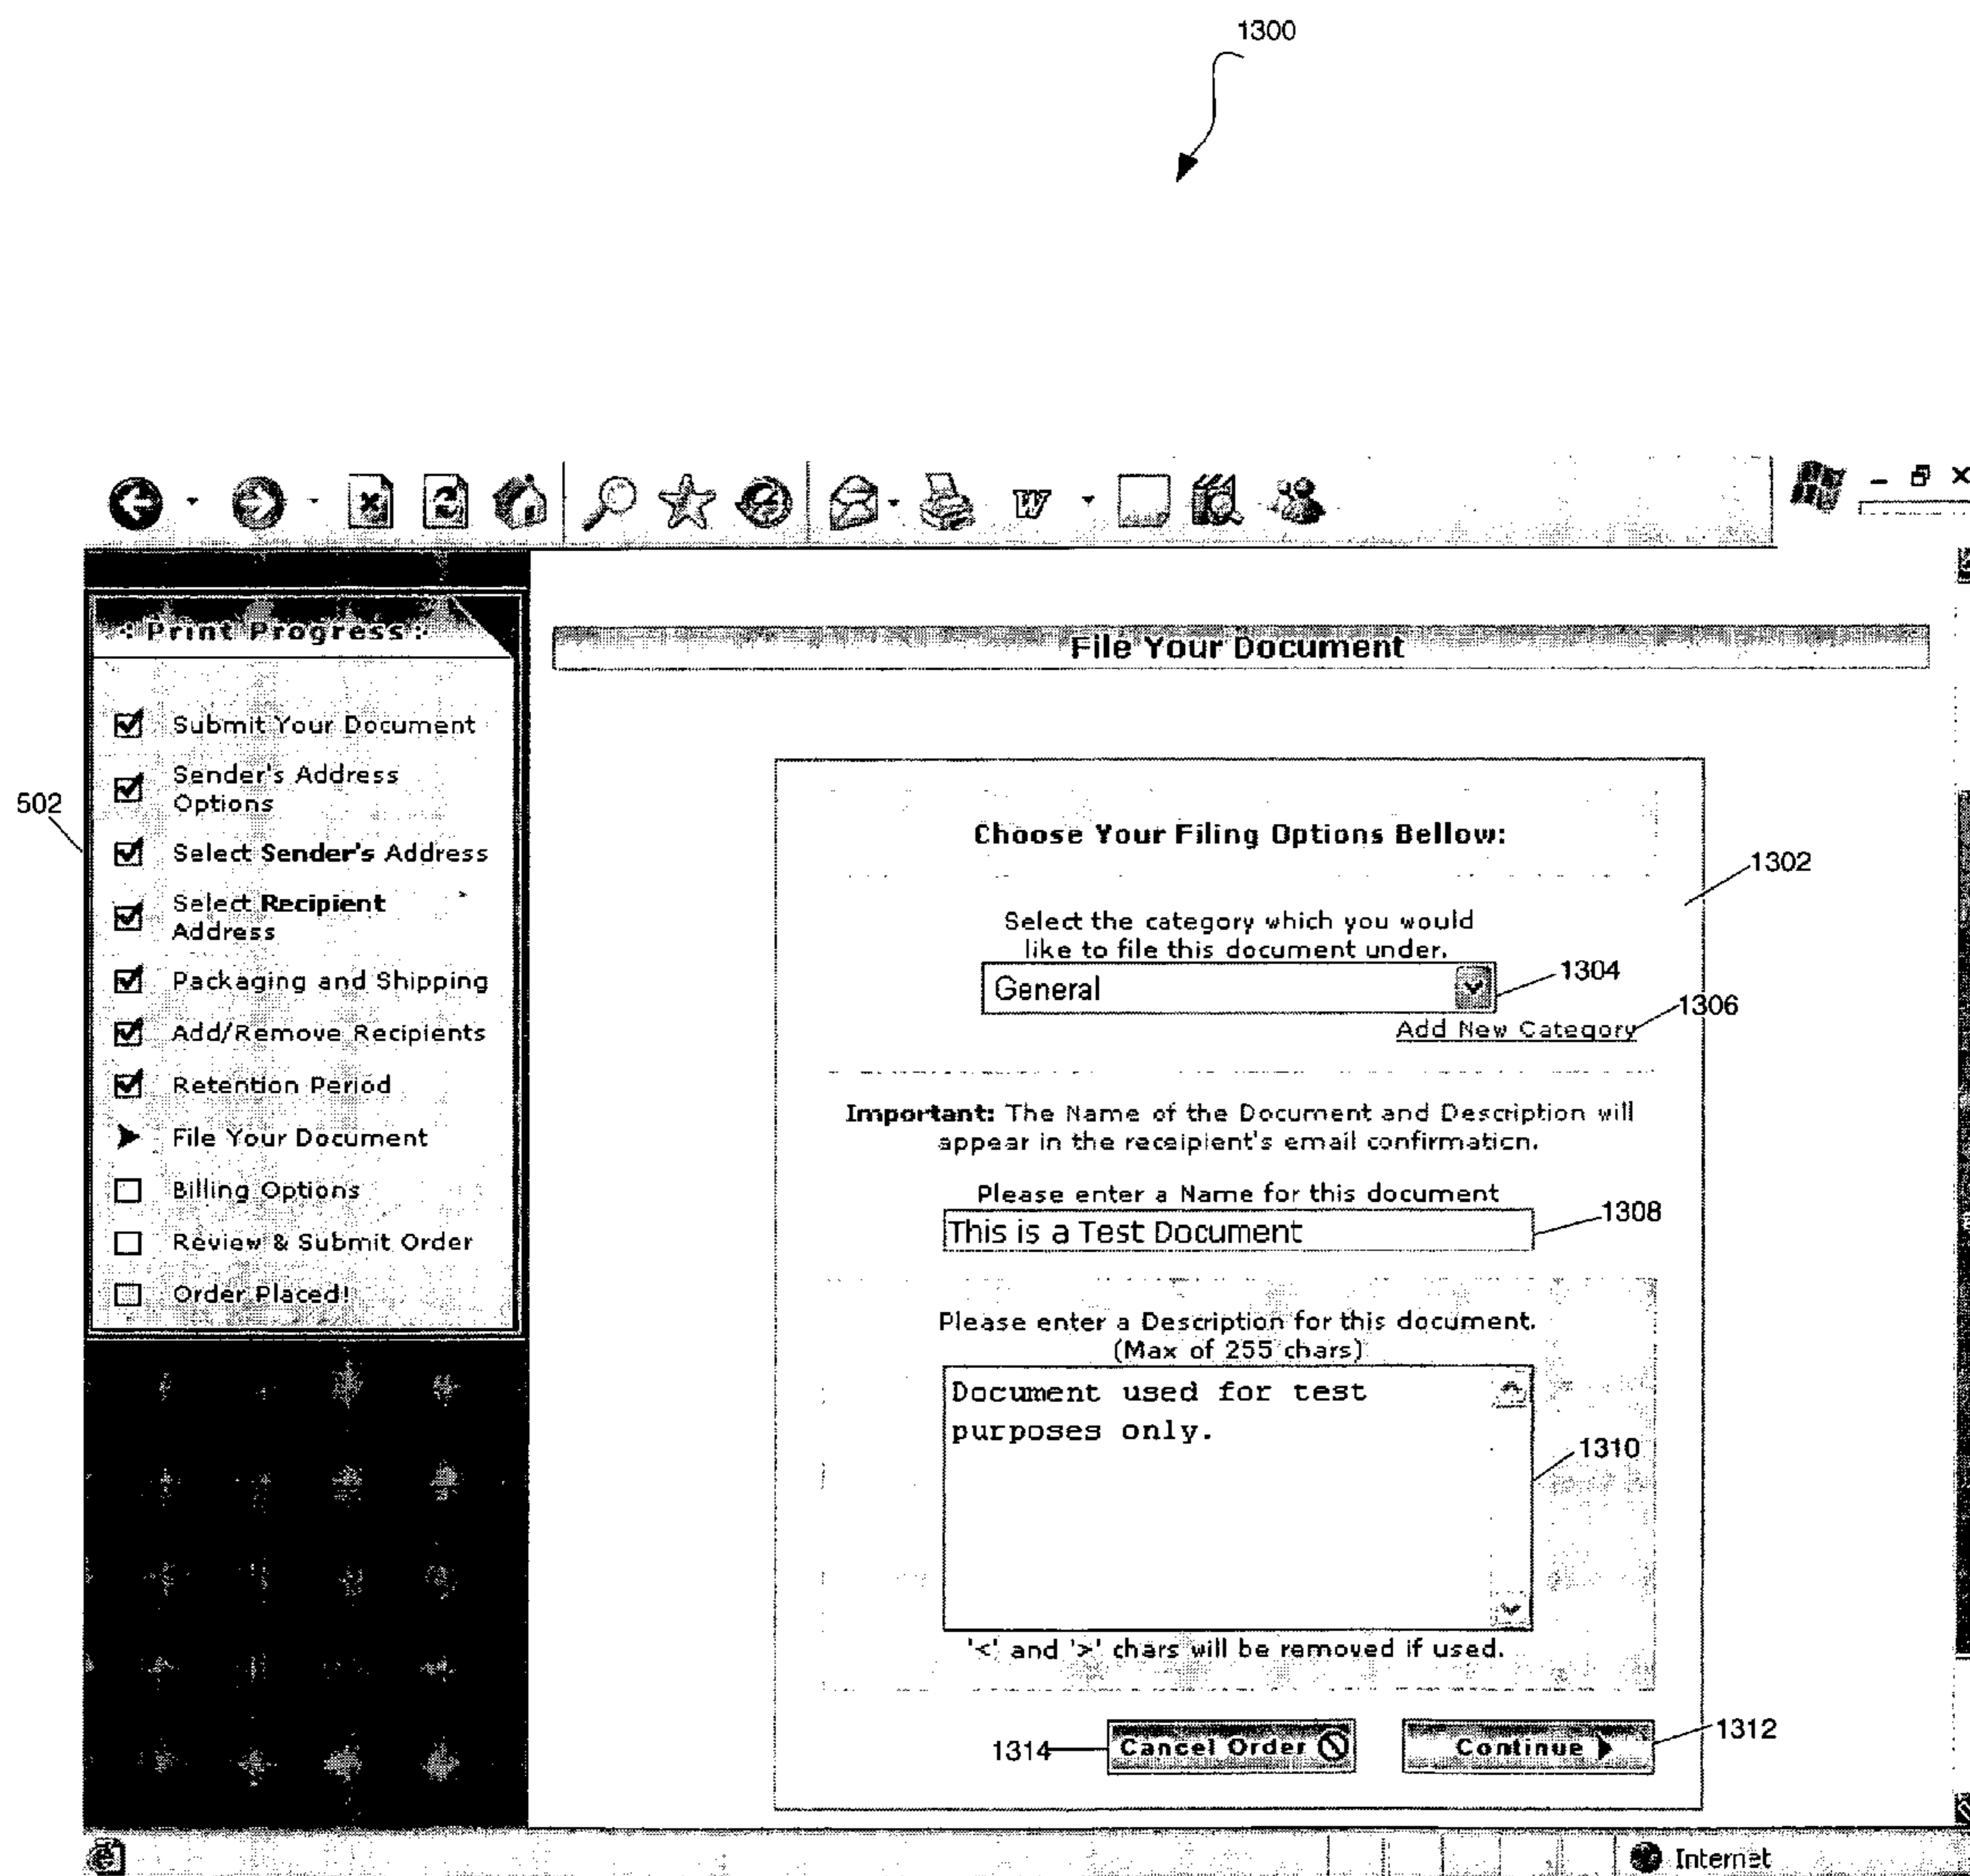 1300
W
.: Print Progress :.
Submit Your Document
Sender's Address
Options
502
Select Sender's Address
Select Recipient
Address
Packaging and Shipping
Add/Remove Recipients
Retention Period
File Your Document
Billing Options
Review & Submit Order
Order Placed!
File Your Document
Choose Your Filing Options Bellow:
1302
Select the category which you would
like to file this document under.
General
1304
1306
Add New Category
Important: The Name of the Document and Description will
appear in the receipient's email confirmation.
Please enter a Name for this document
This is a Test Document
1308
Please enter a Description for this document.
(Max of 255 chars)
Document used for test
purposes only.
1310
'<' and '>' chars will be removed if used.
1314
Cancel Order
Continue
1312
Internet